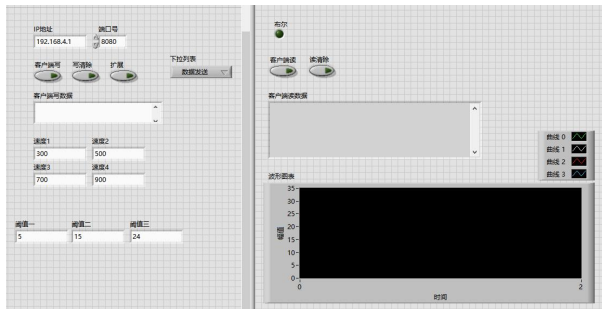 IP地址 端口号
192.168.4.1 8080
客户端写 写清除 扩展
下拉列表
数据发送
客户端写数据
速度1 速度2
300 500
速度3 速度4
700 900
阈值一 阈值二 阈值三
5 15 24
布尔
客户端读 读清除
客户端读数据
曲线 0
曲线 1
曲线 2
曲线 3
波形图表
35
30
25
20
15
10
5
0
幅值
0 2
时间